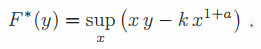 F*(y) = sup_x (x y − k x^{1+a}) .